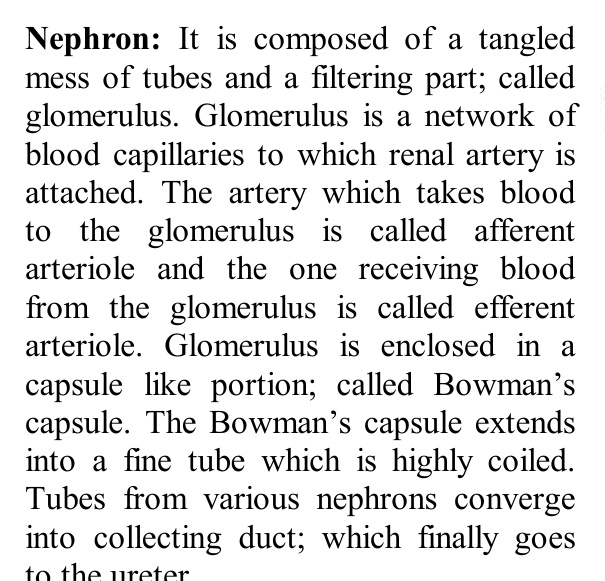 Nephron: It is composed of a tangled
mess of tubes and a filtering part; called
glomerulus. Glomerulus is a network of
blood capillaries to which renal artery is
attached. The artery which takes blood
to the glomerulus is called afferent
arteriole and the one receiving blood
from the glomerulus is called efferent
arteriole. Glomerulus is enclosed in a
capsule like portion; called Bowman’s
capsule. The Bowman’s capsule extends
into a fine tube which is highly coiled.
Tubes from various nephrons converge
into collecting duct; which finally goes
to the ureter